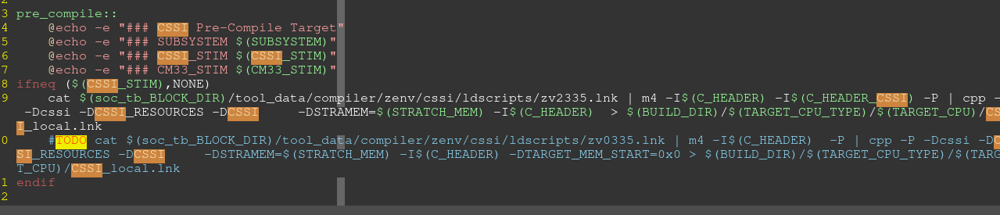 2
3 pre_compile::
4     @echo -e "### CSSI Pre-Compile Target"
5     @echo -e "### SUBSYSTEM $(SUBSYSTEM)"
6     @echo -e "### CSSI_STIM $(CSSI_STIM)"
7     @echo -e "### CM33_STIM $(CM33_STIM)"
8 ifneq ($(CSSI_STIM),NONE)
9     cat $(soc_tb_BLOCK_DIR)/tool_data/compiler/zenv/cssi/ldscripts/zv2335.lnk | m4 -I$(C_HEADER) -I$(C_HEADER_CSSI) -P | cpp -
 -Dcssi -DCSSI_RESOURCES -DCSSI     -DSTRAMEM=$(STRATCH_MEM) -I$(C_HEADER)  > $(BUILD_DIR)/$(TARGET_CPU_TYPE)/$(TARGET_CPU)/CS
I_local.lnk
0     #TODO cat $(soc_tb_BLOCK_DIR)/tool_data/compiler/zenv/cssi/ldscripts/zv0335.lnk | m4 -I$(C_HEADER)  -P | cpp -P -Dcssi -DC
SI_RESOURCES -DCSSI     -DSTRAMEM=$(STRATCH_MEM) -I$(C_HEADER) -DTARGET_MEM_START=0x0 > $(BUILD_DIR)/$(TARGET_CPU_TYPE)/$(TARG
T_CPU)/CSSI_local.lnk
1 endif
2